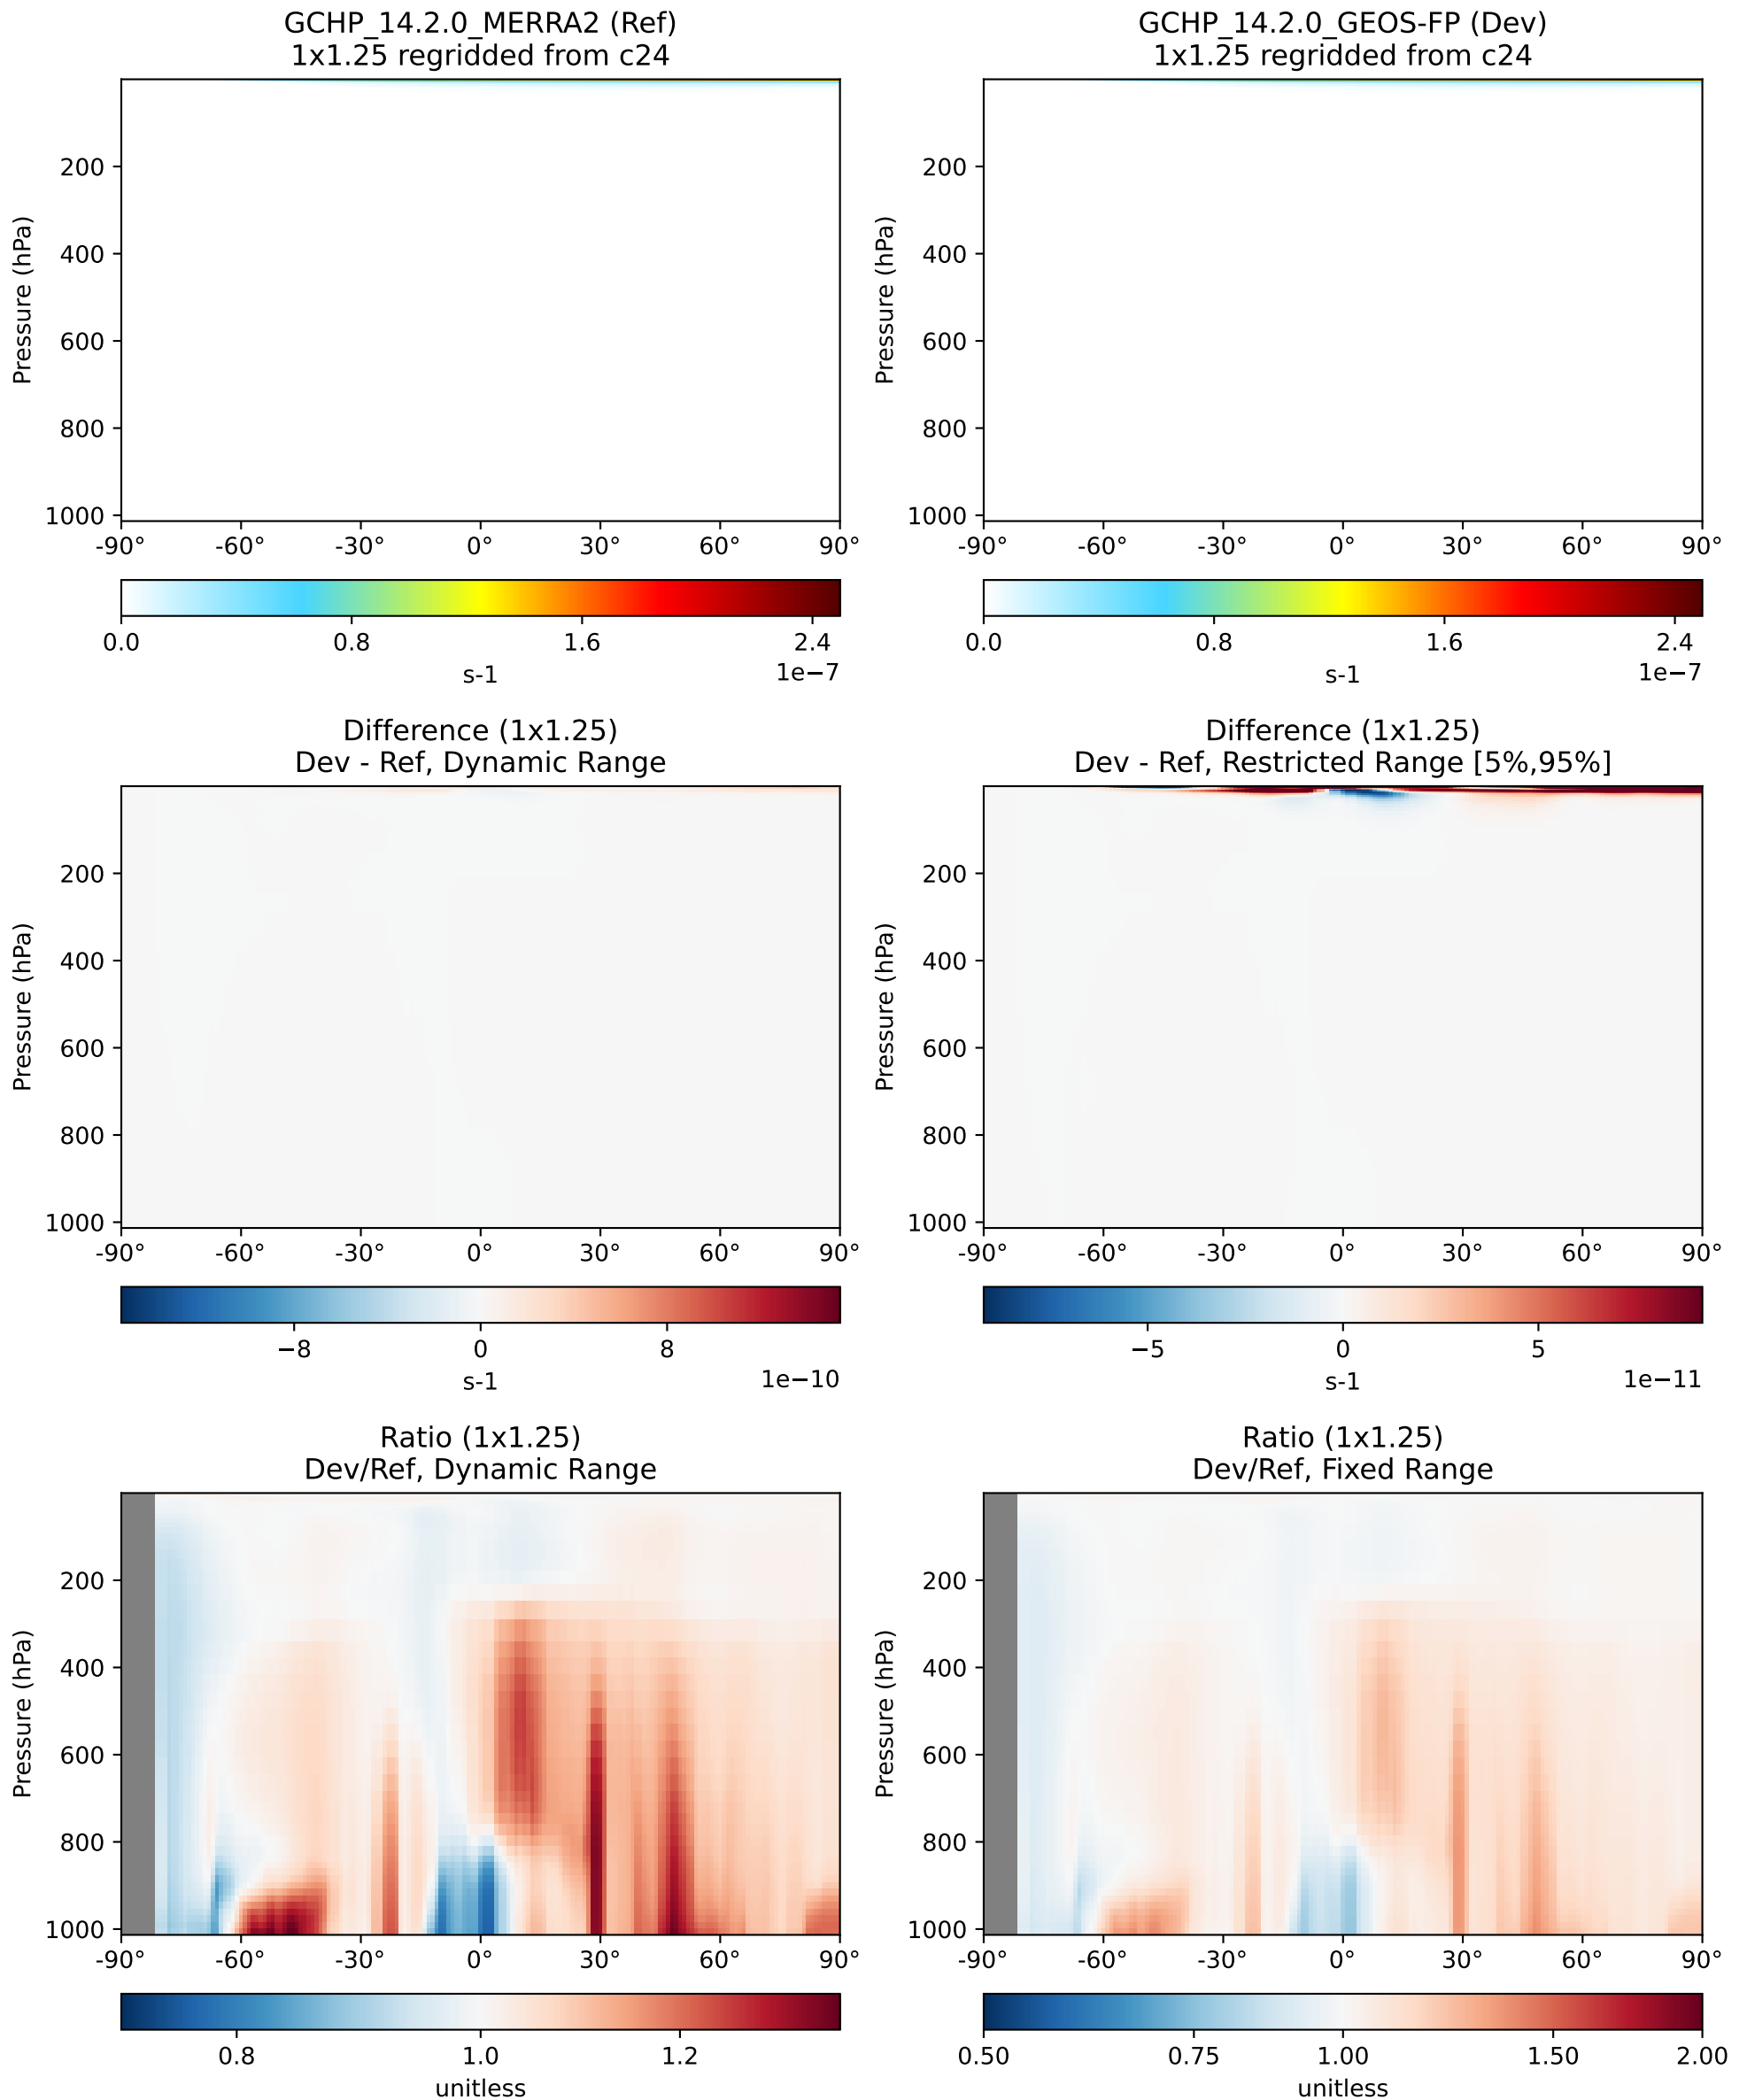 GCHP_14.2.0_MERRA2 (Ref)
1x1.25 regridded from c24
Pressure (hPa)
200
400
600
800
1000
-90° -60° -30° 0° 30° 60° 90°
0.0 0.8 1.6 2.4
1e−7
s-1
GCHP_14.2.0_GEOS-FP (Dev)
1x1.25 regridded from c24
Pressure (hPa)
200
400
600
800
1000
-90° -60° -30° 0° 30° 60° 90°
0.0 0.8 1.6 2.4
1e−7
s-1
Difference (1x1.25)
Dev - Ref, Dynamic Range
Pressure (hPa)
200
400
600
800
1000
-90° -60° -30° 0° 30° 60° 90°
−8 0 8
1e−10
s-1
Difference (1x1.25)
Dev - Ref, Restricted Range [5%,95%]
Pressure (hPa)
200
400
600
800
1000
-90° -60° -30° 0° 30° 60° 90°
−5 0 5
1e−11
s-1
Ratio (1x1.25)
Dev/Ref, Dynamic Range
Pressure (hPa)
200
400
600
800
1000
-90° -60° -30° 0° 30° 60° 90°
0.8 1.0 1.2
unitless
Ratio (1x1.25)
Dev/Ref, Fixed Range
Pressure (hPa)
200
400
600
800
1000
-90° -60° -30° 0° 30° 60° 90°
0.50 0.75 1.00 1.50 2.00
unitless